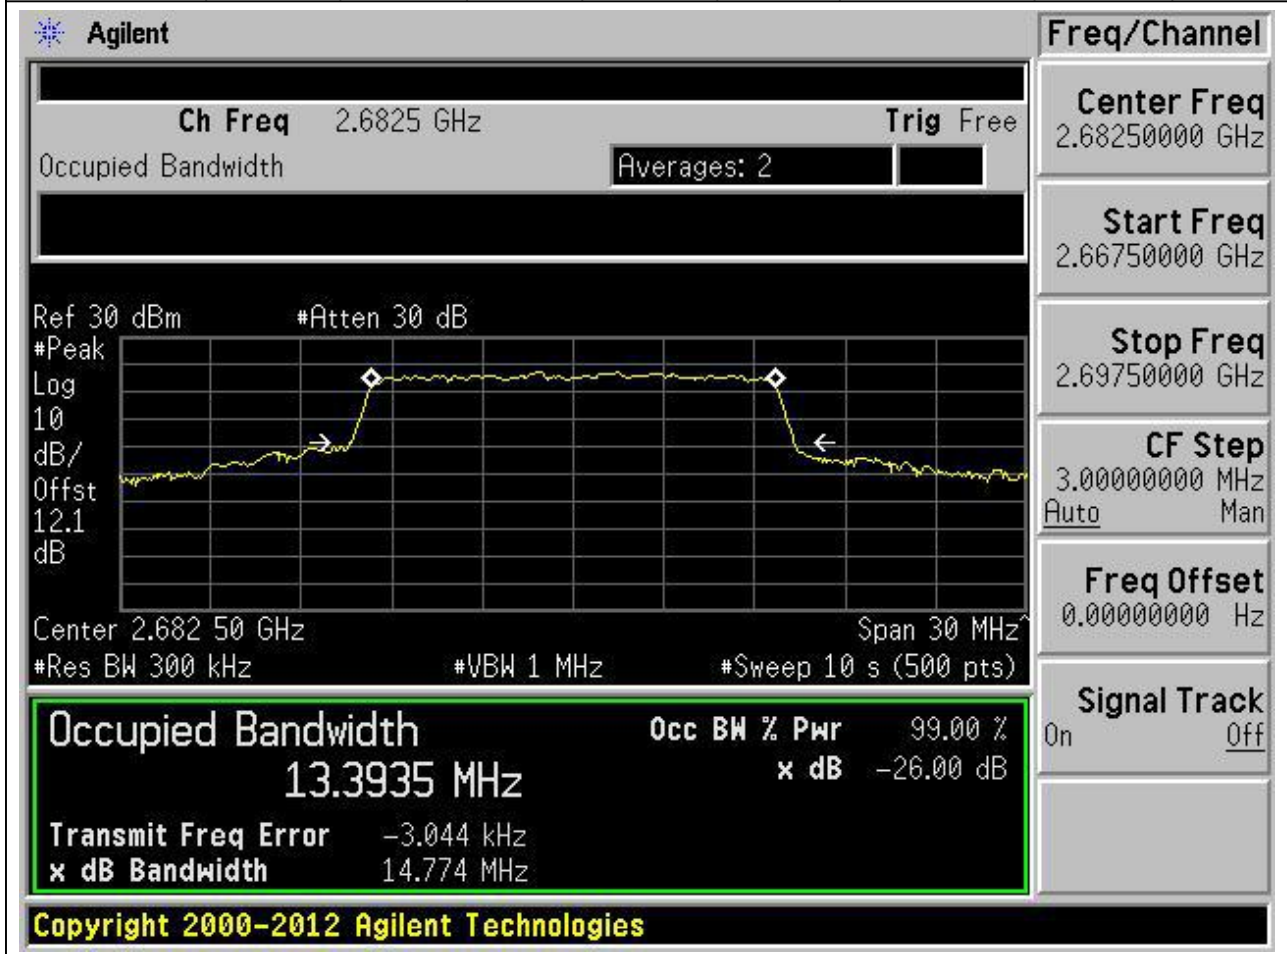 Agilent
Freq/Channel
Ch Freq 2.6825 GHz Trig Free
Occupied Bandwidth Averages: 2
Center Freq
2.68250000 GHz
Start Freq
2.66750000 GHz
Stop Freq
2.69750000 GHz
CF Step
3.00000000 MHz
Auto Man
Freq Offset
0.00000000 Hz
Signal Track
On Off
Ref 30 dBm #Atten 30 dB
#Peak
Log
10
dB/
Offst
12.1
dB
Center 2.682 50 GHz Span 30 MHz^
#Res BW 300 kHz #VBW 1 MHz #Sweep 10 s (500 pts)
Occupied Bandwidth Occ BW % Pwr 99.00 %
13.3935 MHz x dB -26.00 dB
Transmit Freq Error -3.044 kHz
x dB Bandwidth 14.774 MHz
Copyright 2000-2012 Agilent Technologies